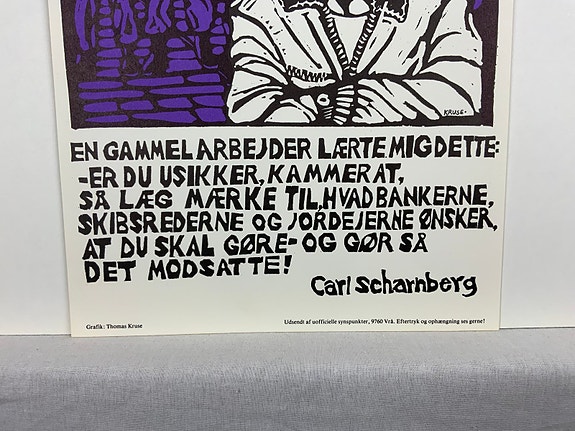 KRUSE-
EN GAMMEL ARBEJDER LÆRTE MIG DETTE:
-ER DU USIKKER, KAMMERAT,
SÅ LÆG MÆRKE TIL, HVAD BANKERNE,
SKIBSREDERNE OG JORDEJERNE ØNSKER,
AT DU SKAL GØRE- OG GØR SÅ
DET MODSATTE!
Carl Scharnberg
Grafik: Thomas Kruse
Udsendt af uofficielle synspunkter, 9760 Vrå. Eftertryk og ophængning ses gerne!